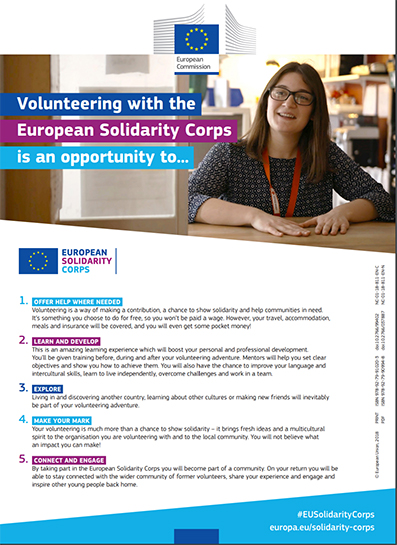 European
Commission
Volunteering with the
European Solidarity Corps
is an opportunity to...
EUROPEAN
SOLIDARITY
CORPS
1. OFFER HELP WHERE NEEDED
Volunteering is a way of making a contribution, a chance to show solidarity and help communities in need.
It's something you choose to do for free, so you won't be paid a wage. However, your travel, accommodation,
meals and insurance will be covered, and you will even get some pocket money!
2. LEARN AND DEVELOP
This is an amazing learning experience which will boost your personal and professional development.
You'll be given training before, during and after your volunteering adventure. Mentors will help you set clear
objectives and show you how to achieve them. You will also have the chance to improve your language and
intercultural skills, learn to live independently, overcome challenges and work in a team.
3. EXPLORE
Living in and discovering another country, learning about other cultures or making new friends will inevitably
be part of your volunteering adventure.
4. MAKE YOUR MARK
Your volunteering is much more than a chance to show solidarity – it brings fresh ideas and a multicultural
spirit to the organisation you are volunteering with and to the local community. You will not believe what
an impact you can make!
5. CONNECT AND ENGAGE
By taking part in the European Solidarity Corps you will become part of a community. On your return you will be
able to stay connected with the wider community of former volunteers, share your experience and engage and
inspire other young people back home.
© European Union, 2018
PRINT
PDF
#EUSolidarityCorps
europa.eu/solidarity-corps